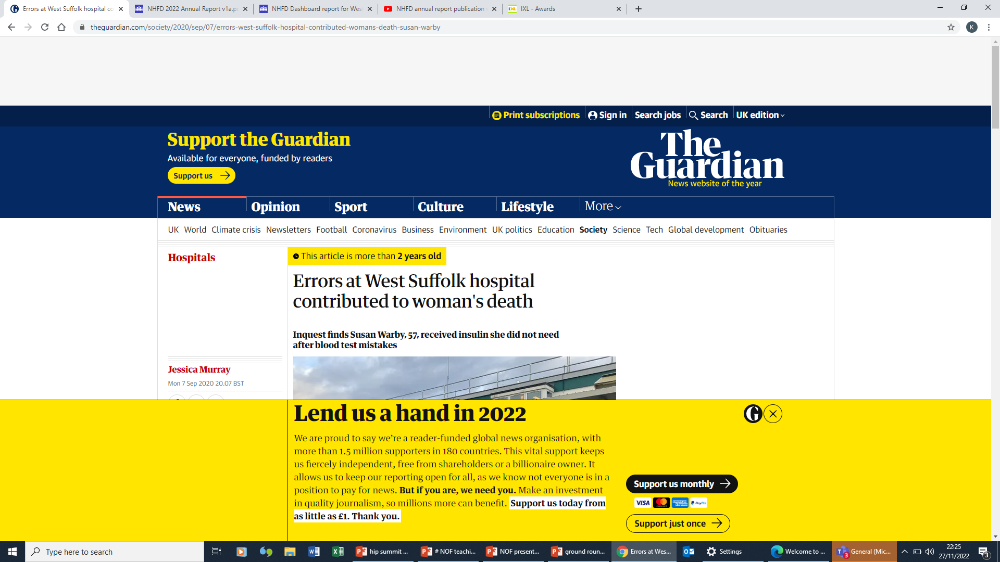 Errors at West Suffolk hospital co
NHFD 2022 Annual Report v1a.p
NHFD Dashboard report for Wes
NHFD annual report publication
IXL - Awards
theguardian.com/society/2020/sep/07/errors-west-suffolk-hospital-contributed-womans-death-susan-warby
K
Print subscriptions
Sign in
Search jobs
Search
UK edition
Support the Guardian
Available for everyone, funded by readers
Support us
The
Guardian
News website of the year
News
Opinion
Sport
Culture
Lifestyle
More
UK World Climate crisis Newsletters Football Coronavirus Business Environment UK politics Education Society Science Tech Global development Obituaries
Hospitals
This article is more than 2 years old
Errors at West Suffolk hospital
contributed to woman's death
Inquest finds Susan Warby, 57, received insulin she did not need
after blood test mistakes
Jessica Murray
Mon 7 Sep 2020 20.07 BST
Lend us a hand in 2022
We are proud to say we’re a reader-funded global news organisation, with
more than 1.5 million supporters in 180 countries. This vital support keeps
us fiercely independent, free from shareholders or a billionaire owner. It
allows us to keep our reporting open for all, as we know not everyone is in a
position to pay for news. But if you are, we need you. Make an investment
in quality journalism, so millions more can benefit. Support us today from
as little as £1. Thank you.
Support us monthly
VISA
PayPal
Support just once
Type here to search
hip summit ...
# NOF teachi...
NOF present...
ground roun...
Errors at Wes...
Settings
Welcome to ...
General (Mic...
22:25
27/11/2022
3